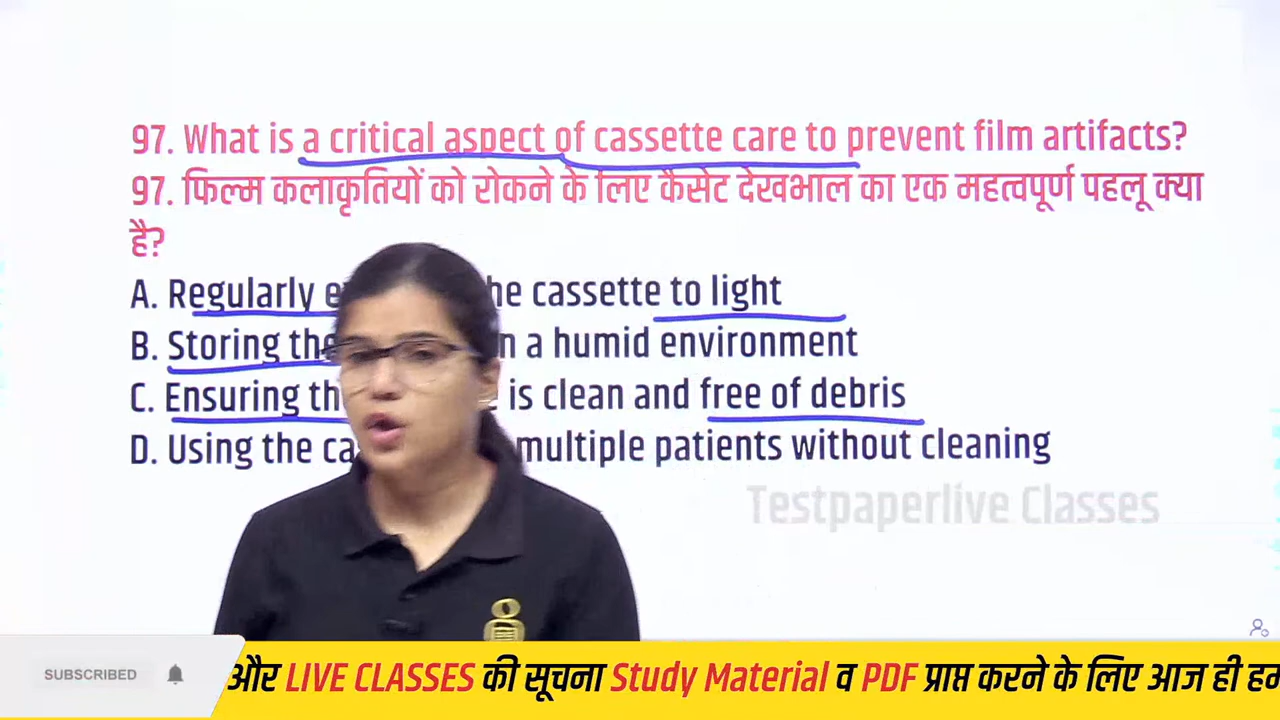 97. What is a critical aspect of cassette care to prevent film artifacts?
97. फिल्म कलाकृतियों को रोकने के लिए कैसेट देखभाल का एक महत्वपूर्ण पहलू क्या
है?
A. Regularly he cassette to light
B. Storing the n a humid environment
C. Ensuring th is clean and free of debris
D. Using the ca multiple patients without cleaning
Testpaperlive Classes
SUBSCRIBED
और LIVE CLASSES की सूचना Study Material व PDF प्राप्त करने के लिए आज ही हम